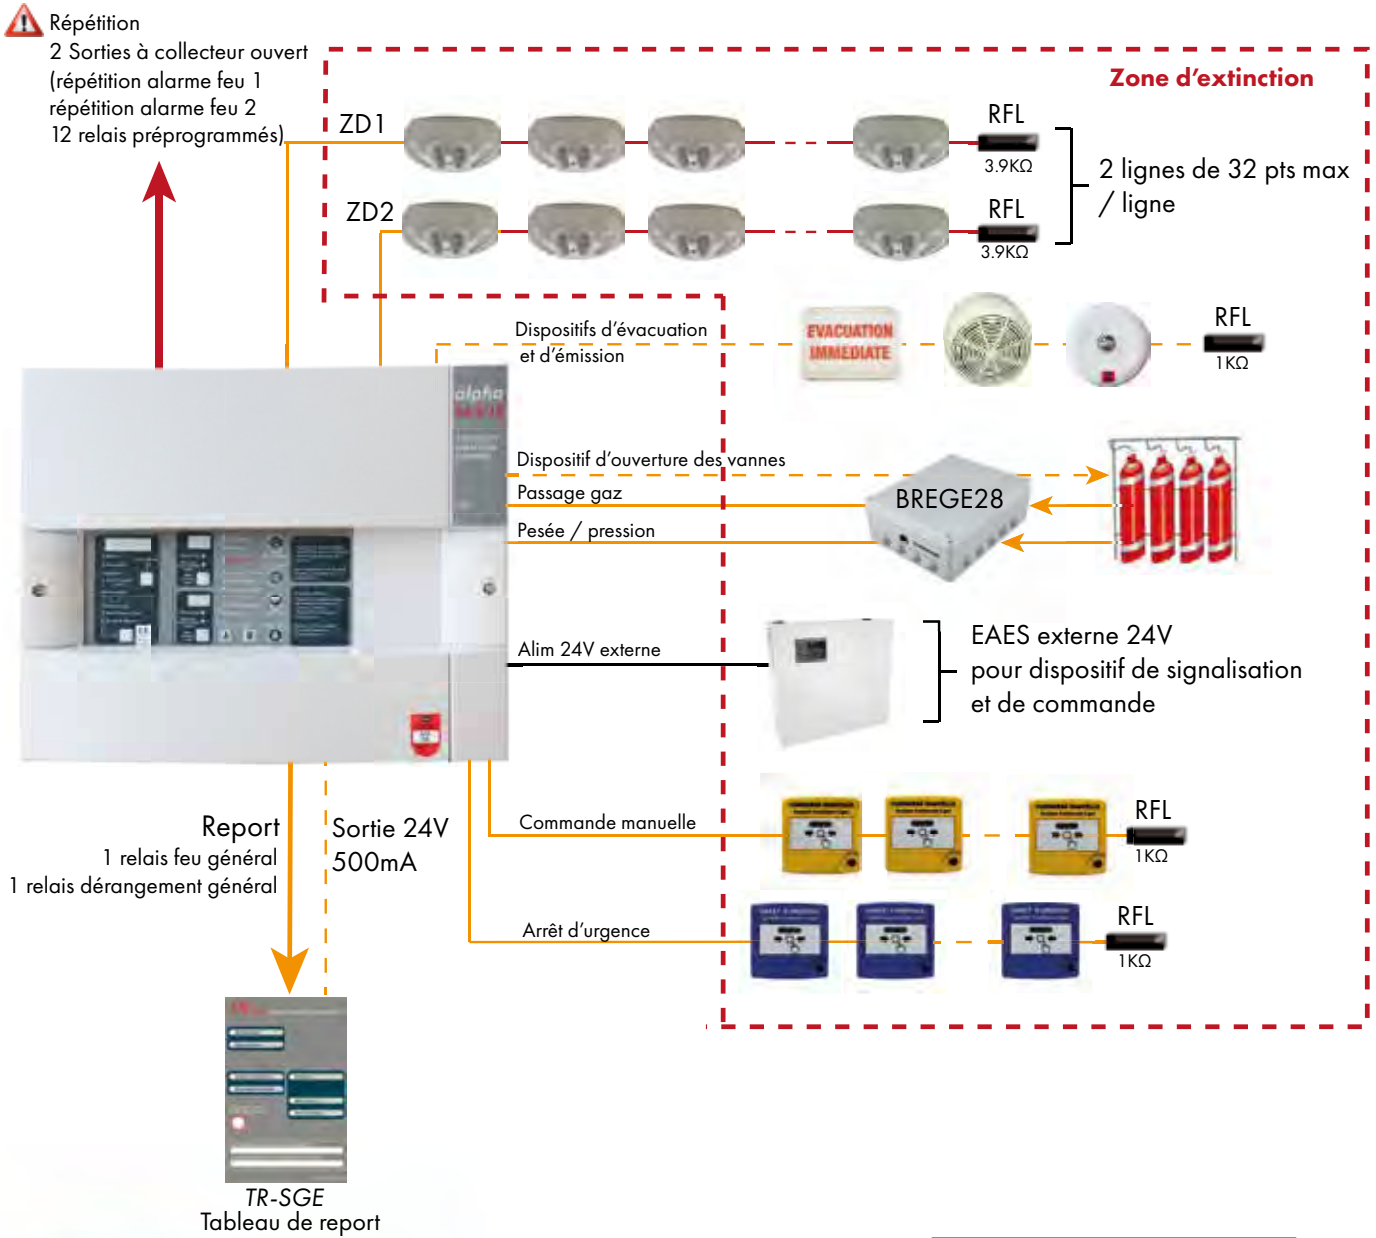 Répétition
2 Sorties à collecteur ouvert
(répétition alarme feu 1
répétition alarme feu 2
12 relais préprogrammés)
Zone d'extinction
ZD1
RFL
3.9KΩ
ZD2
RFL
3.9KΩ
2 lignes de 32 pts max
/ ligne
Dispositifs d'évacuation
et d'émission
EVACUATION
IMMEDIATE
RFL
1KΩ
alpha
Dispositif d'ouverture des vannes
Passage gaz
Pesée / pression
BREGE28
Alim 24V externe
EAES externe 24V
pour dispositif de signalisation
et de commande
Report
1 relais feu général
1 relais dérangement général
Sortie 24V
500mA
Commande manuelle
RFL
1KΩ
Arrêt d'urgence
RFL
1KΩ
TR-SGE
Tableau de report